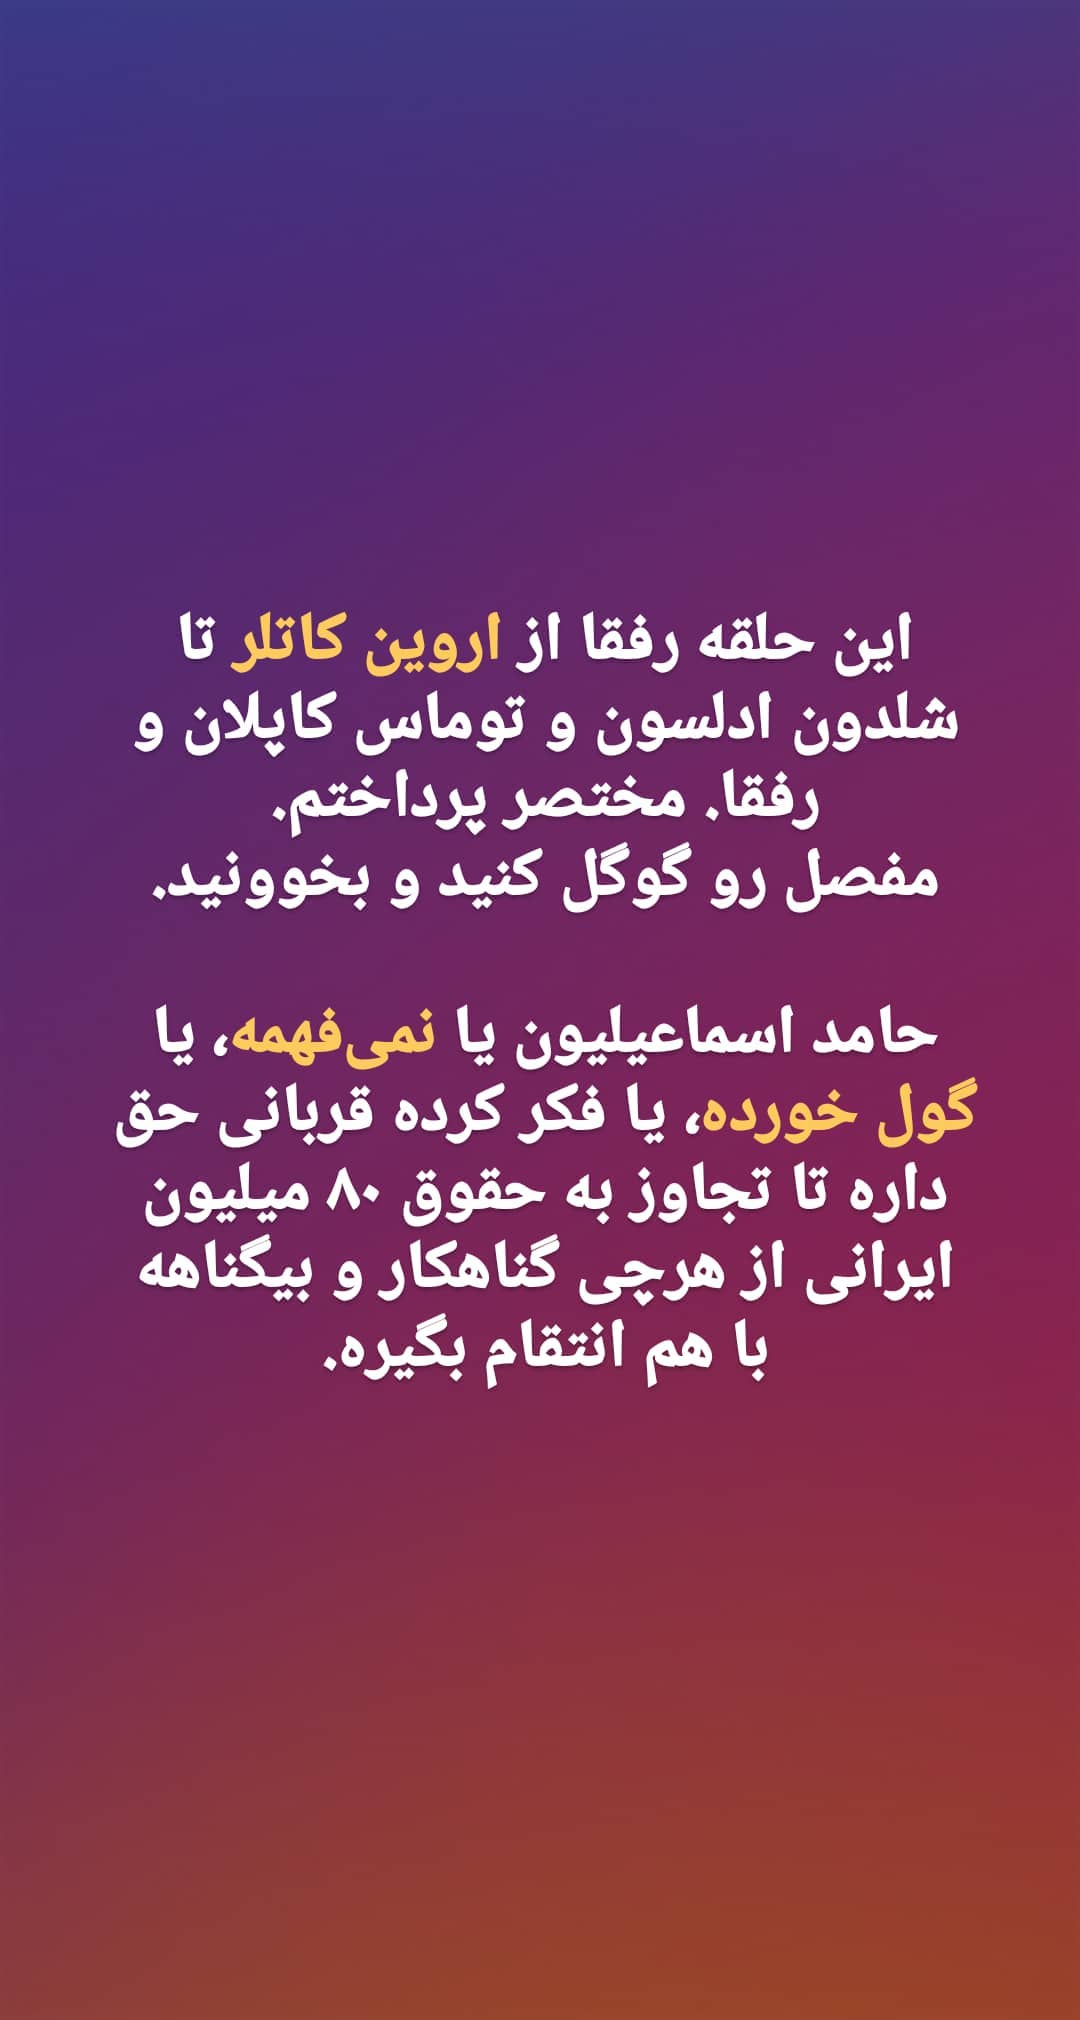 این حلقه رفقا از اروین کاتلر تا
شلدون ادلسون و توماس کاپلان و
رفقا. مختصر پرداختم.
مفصل رو گوگل کنید و بخوونید.
حامد اسماعیلیون یا نمی‌فهمه، یا
گول خورده، یا فکر کرده قربانی حق
داره تا تجاوز به حقوق ۸۰ میلیون
ایرانی از هرچی گناهکار و بیگناهه
با هم انتقام بگیره.